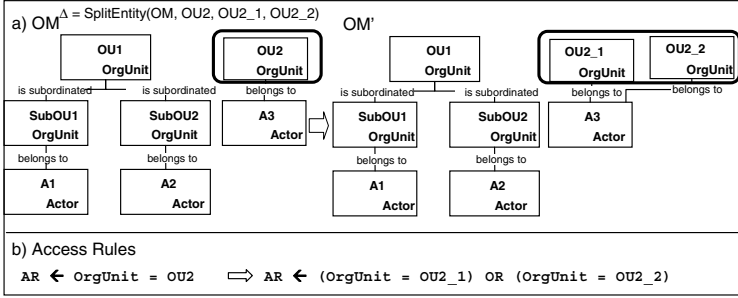 a) OM Δ = SplitEntity(OM, OU2, OU2_1, OU2_2)
OM'
OU1
OrgUnit
OU2
OrgUnit
OU1
OrgUnit
OU2_1
OrgUnit
OU2_2
OrgUnit
is subordinated
is subordinated
belongs to
is subordinated
is subordinated
belongs to
belongs to
SubOU1
OrgUnit
SubOU2
OrgUnit
A3
Actor
SubOU1
OrgUnit
SubOU2
OrgUnit
A3
Actor
belongs to
belongs to
belongs to
belongs to
A1
Actor
A2
Actor
A1
Actor
A2
Actor
b) Access Rules
AR ← OrgUnit = OU2 ⇨ AR ← (OrgUnit = OU2_1) OR (OrgUnit = OU2_2)